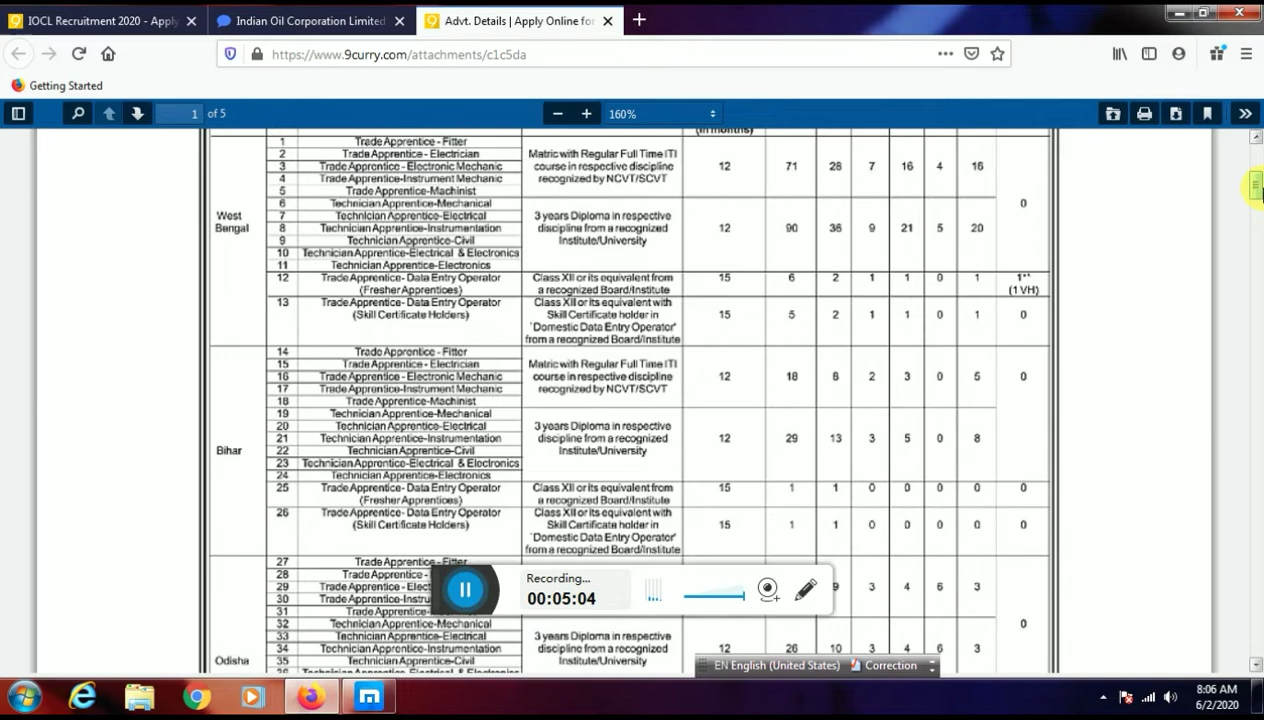 IOCL Recruitment 2020 - Apply
Indian Oil Corporation Limited
Advt. Details | Apply Online for
https://www.9curry.com/attachments/c1c5da
Getting Started
1 of 5
160%
(in months)
West Bengal
1 Trade Apprentice - Fitter
2 Trade Apprentice - Electrician
3 Trade Apprentice - Electronic Mechanic
4 Trade Apprentice-Instrument Mechanic
5 Trade Apprentice-Machinist
Matric with Regular Full Time ITI
course in respective discipline
recognized by NCVT/SCVT
12 71 28 7 16 4 16
6 Technician Apprentice-Mechanical
7 Technician Apprentice-Electrical
8 Technician Apprentice-Instrumentation
9 Technician Apprentice-Civil
10 Technician Apprentice-Electrical & Electronics
11 Technician Apprentice-Electronics
3 years Diploma in respective
discipline from a recognized
Institute/University
12 90 36 9 21 5 20
0
12 Trade Apprentice- Data Entry Operator
(Fresher Apprentices)
Class XII or its equivalent from
a recognized Board/Institute
15 6 2 1 1 0 1 1**
(1 VH)
13 Trade Apprentice- Data Entry Operator
(Skill Certificate Holders)
Class XII or its equivalent with
Skill Certificate holder in
'Domestic Data Entry Operator'
from a recognized Board/Institute
15 5 2 1 1 0 1 0
Bihar
14 Trade Apprentice - Fitter
15 Trade Apprentice - Electrician
16 Trade Apprentice - Electronic Mechanic
17 Trade Apprentice-Instrument Mechanic
18 Trade Apprentice-Machinist
Matric with Regular Full Time ITI
course in respective discipline
recognized by NCVT/SCVT
12 18 8 2 3 0 5 0
19 Technician Apprentice-Mechanical
20 Technician Apprentice-Electrical
21 Technician Apprentice-Instrumentation
22 Technician Apprentice-Civil
23 Technician Apprentice-Electrical & Electronics
24 Technician Apprentice-Electronics
3 years Diploma in respective
discipline from a recognized
Institute/University
12 29 13 3 5 0 8
25 Trade Apprentice- Data Entry Operator
(Fresher Apprentices)
Class XII or its equivalent from
a recognized Board/Institute
15 1 1 0 0 0 0 0
26 Trade Apprentice- Data Entry Operator
(Skill Certificate Holders)
Class XII or its equivalent with
Skill Certificate holder in
'Domestic Data Entry Operator'
from a recognized Board/Institute
15 1 1 0 0 0 0 0
Odisha
27 Trade Apprentice - Fitter
28 Trade Apprentice -
29 Trade Apprentice - Elect
30 Trade Apprentice-Instru
31
9 3 4 6 3
32 Technician Apprentice-Mechanical
33 Technician Apprentice-Electrical
34 Technician Apprentice-Instrumentation
35 Technician Apprentice-Civil
3 years Diploma in respective
discipline from a recognized
Institute/University
12 26 10 3 4 6 3
0
Recording...
00:05:04
EN English (United States) Correction
8:06 AM
6/2/2020